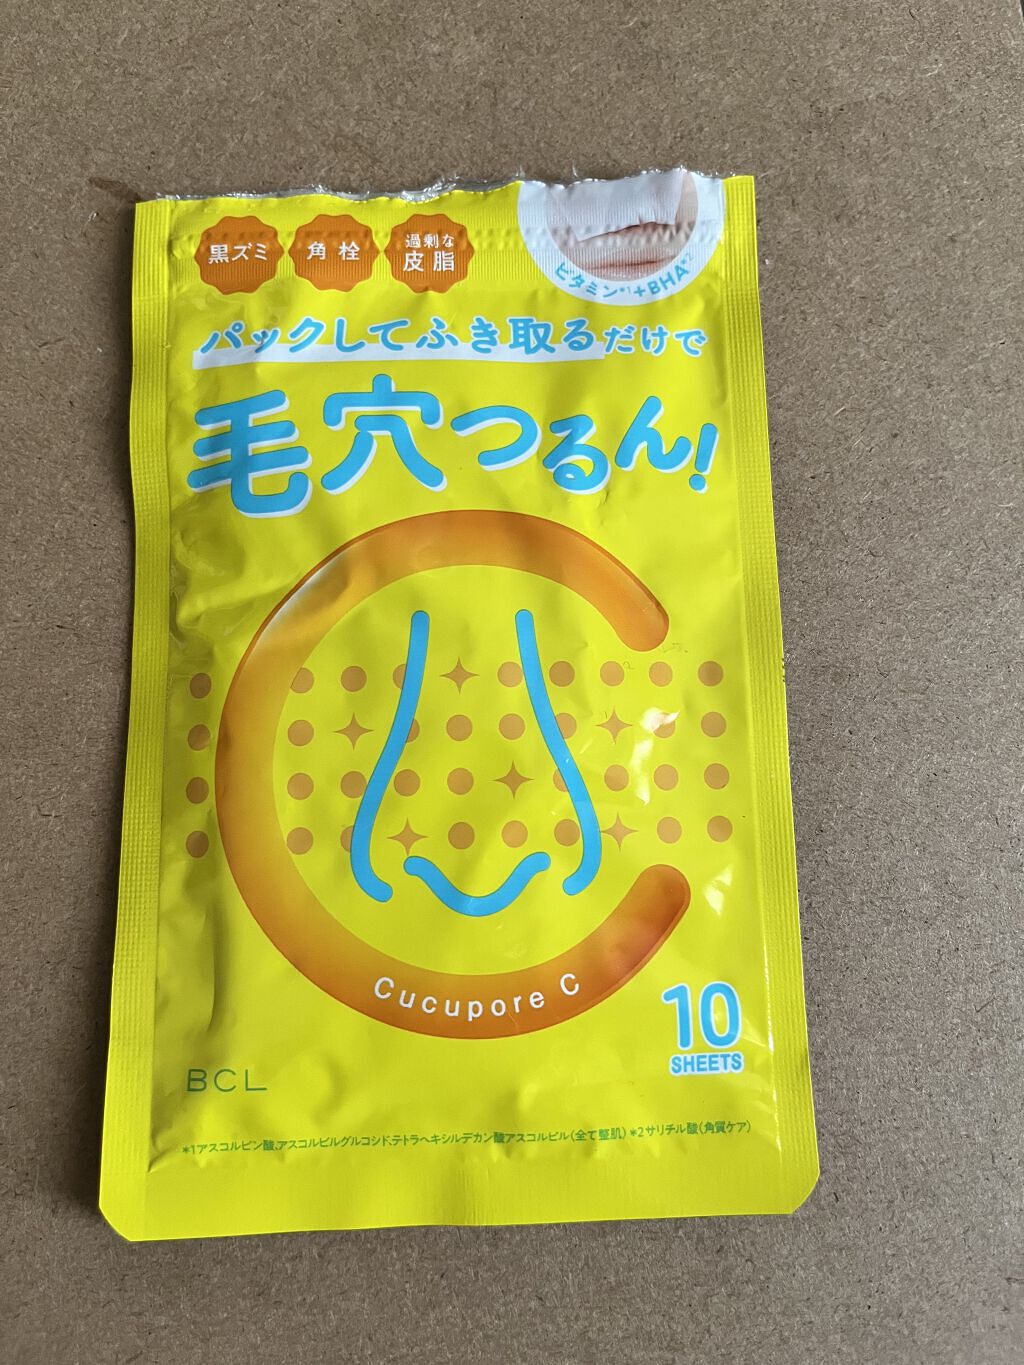 黒ズミ
角栓
過剰な
皮脂
ビタミン*1+BHA*2
パックしてふき取るだけで
毛穴つるん!
Cucupore C
10
SHEETS
BCL
*1アスコルビン酸、アスコルビルグルコシド、テトラヘキシルデカン酸アスコルビル(全て整肌) *2サリチル酸(角質ケア)